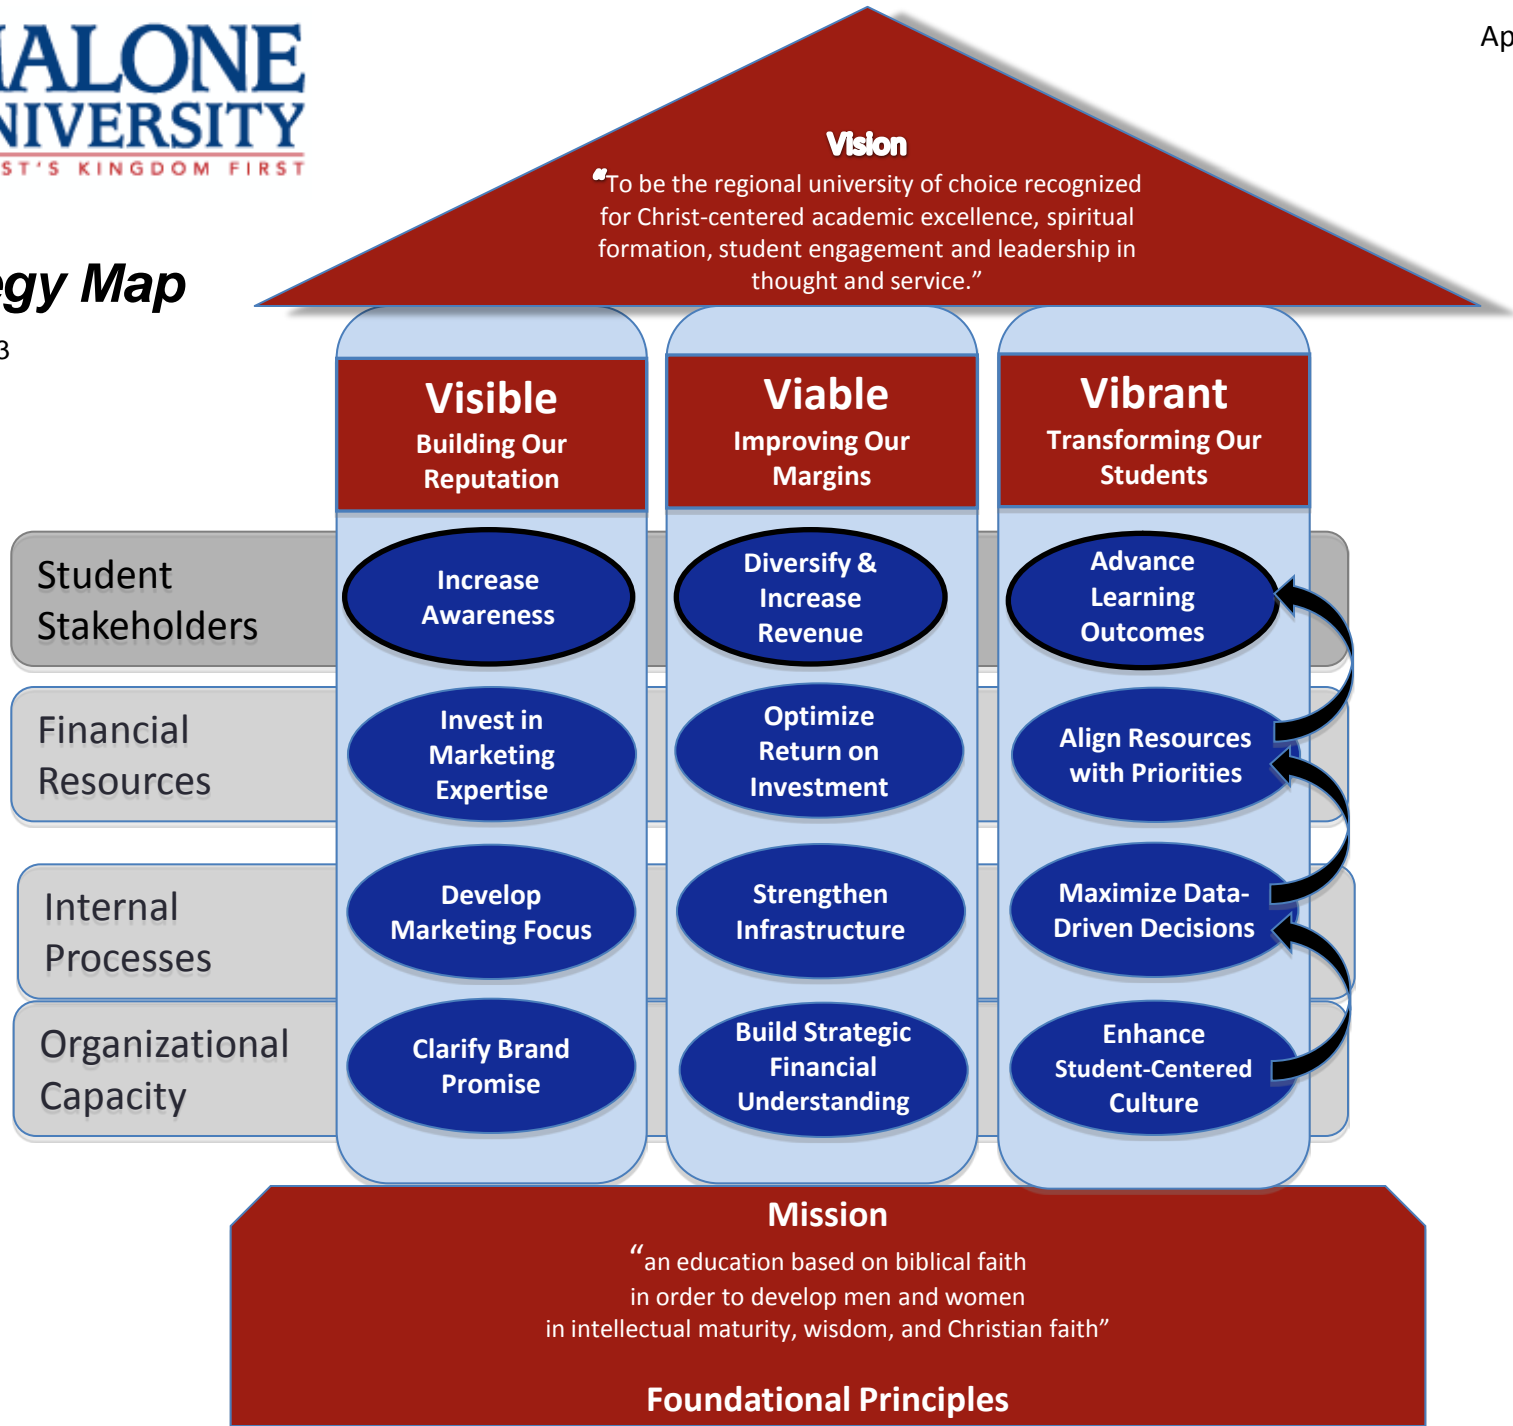 Ap
MALONE
UNIVERSITY
KINGDOM FIRST
Map
3
Vision
“To be the regional university of choice recognized
for Christ-centered academic excellence, spiritual
formation, student engagement and leadership in
thought and service.”
Visible
Building Our
Reputation
Viable
Improving Our
Margins
Vibrant
Transforming Our
Students
Student
Stakeholders
Increase
Awareness
Diversify &
Increase
Revenue
Advance
Learning
Outcomes
Financial
Resources
Invest in
Marketing
Expertise
Optimize
Return on
Investment
Align Resources
with Priorities
Internal
Processes
Develop
Marketing Focus
Strengthen
Infrastructure
Maximize Data-
Driven Decisions
Organizational
Capacity
Clarify Brand
Promise
Build Strategic
Financial
Understanding
Enhance
Student-Centered
Culture
Mission
“an education based on biblical faith
in order to develop men and women
in intellectual maturity, wisdom, and Christian faith”
Foundational Principles